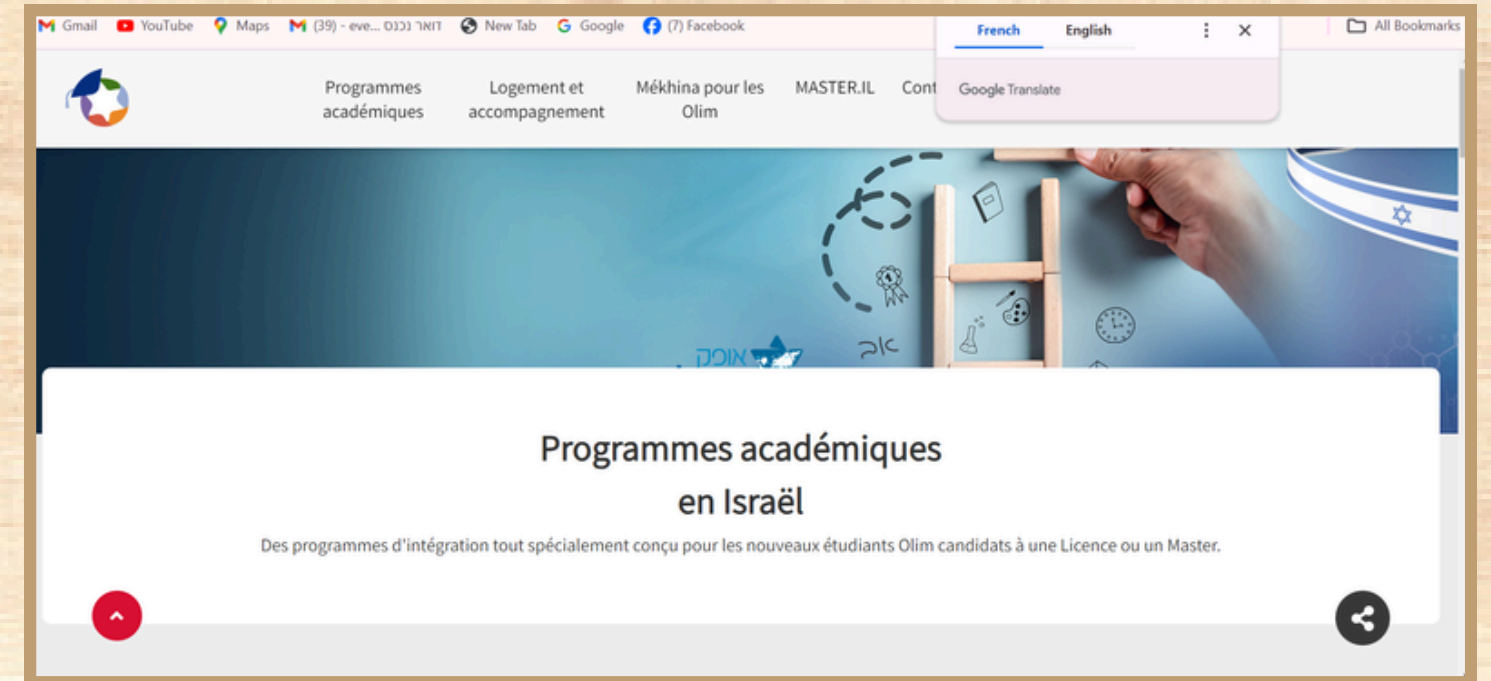 Gmail YouTube Maps (39) - eve... דואר נכנס New Tab Google (7) Facebook All Bookmarks
French English
Google Translate
Programmes académiques
Logement et accompagnement
Mékhina pour les Olim
MASTER.IL
Cont
אופק
אב
Programmes académiques
en Israël
Des programmes d'intégration tout spécialement conçu pour les nouveaux étudiants Olim candidats à une Licence ou un Master.